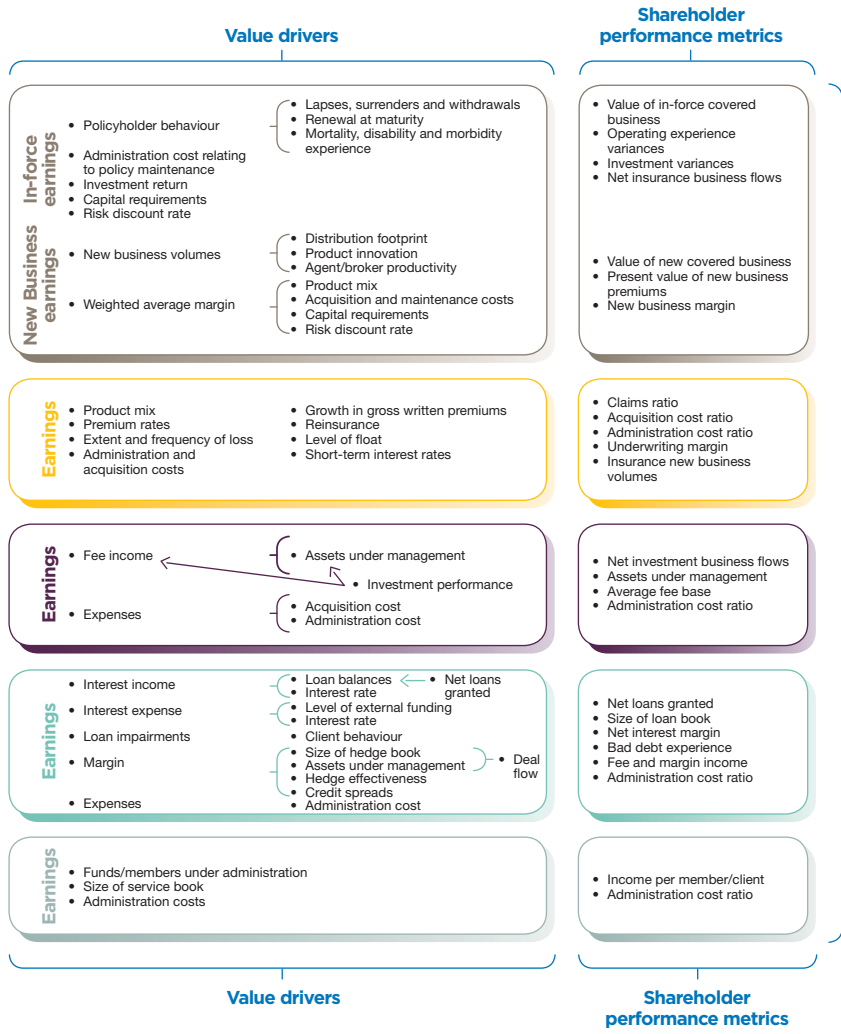 Value drivers
Shareholder
performance metrics
In-force
earnings
• Policyholder behaviour
• Lapses, surrenders and withdrawals
• Renewal at maturity
• Mortality, disability and morbidity
experience
• Administration cost relating
to policy maintenance
• Investment return
• Capital requirements
• Risk discount rate
• Value of in-force covered
business
• Operating experience
variances
• Investment variances
• Net insurance business flows
New Business
earnings
• New business volumes
• Distribution footprint
• Product innovation
• Agent/broker productivity
• Weighted average margin
• Product mix
• Acquisition and maintenance costs
• Capital requirements
• Risk discount rate
• Value of new covered business
• Present value of new business
premiums
• New business margin
Earnings
• Product mix
• Premium rates
• Extent and frequency of loss
• Administration and
acquisition costs
• Growth in gross written premiums
• Reinsurance
• Level of float
• Short-term interest rates
• Claims ratio
• Acquisition cost ratio
• Administration cost ratio
• Underwriting margin
• Insurance new business
volumes
Earnings
• Fee income
• Assets under management
• Investment performance
• Expenses
• Acquisition cost
• Administration cost
• Net investment business flows
• Assets under management
• Average fee base
• Administration cost ratio
Earnings
• Interest income
• Loan balances
• Interest rate
• Net loans
granted
• Interest expense
• Level of external funding
• Interest rate
• Loan impairments
• Client behaviour
• Margin
• Size of hedge book
• Assets under management
• Hedge effectiveness
• Credit spreads
• Deal
flow
• Expenses
• Administration cost
• Net loans granted
• Size of loan book
• Net interest margin
• Bad debt experience
• Fee and margin income
• Administration cost ratio
Earnings
• Funds/members under administration
• Size of service book
• Administration costs
• Income per member/client
• Administration cost ratio
Value drivers
Shareholder
performance metrics